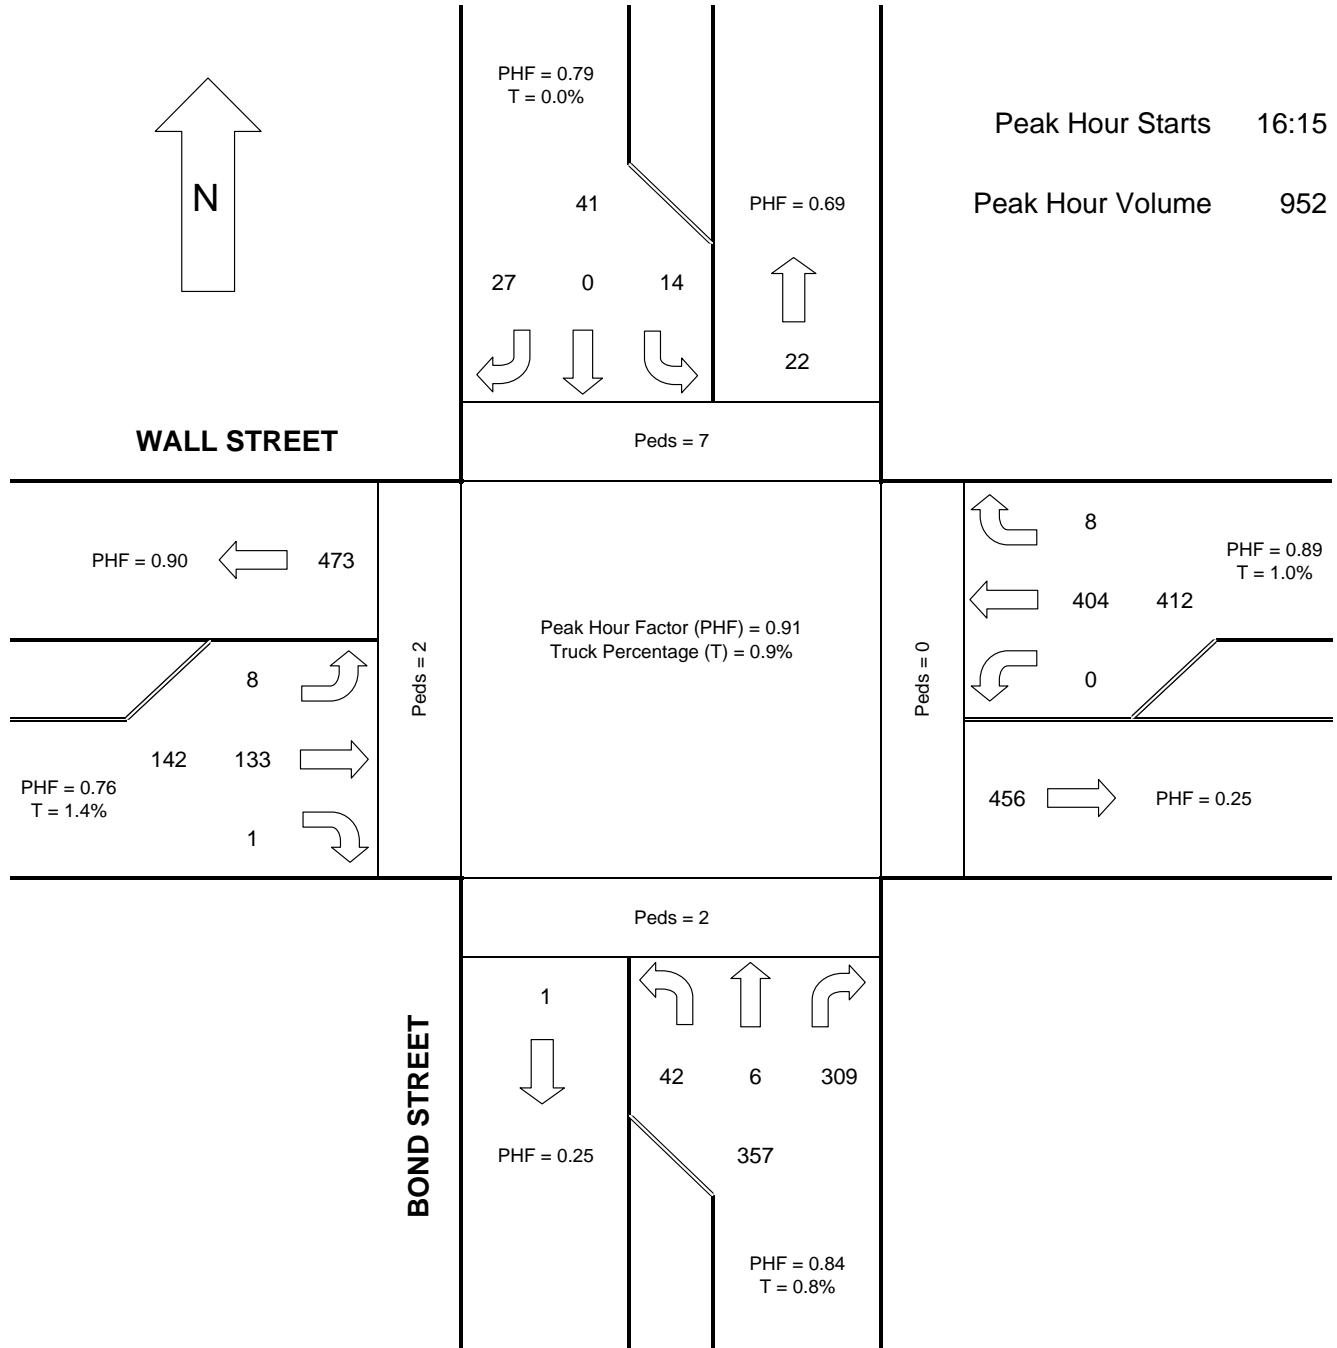 PHF = 0.79
T = 0.0%
Peak Hour Starts 16:15
N
41
PHF = 0.69
Peak Hour Volume 952
27 0 14
22
WALL STREET
Peds = 7
8
PHF = 0.89
T = 1.0%
PHF = 0.90 473
404 412
Peak Hour Factor (PHF) = 0.91
Truck Percentage (T) = 0.9%
Peds = 2
Peds = 0
8
0
142 133
PHF = 0.76
T = 1.4%
456 PHF = 0.25
1
Peds = 2
1
BOND STREET
42 6 309
PHF = 0.25
357
PHF = 0.84
T = 0.8%